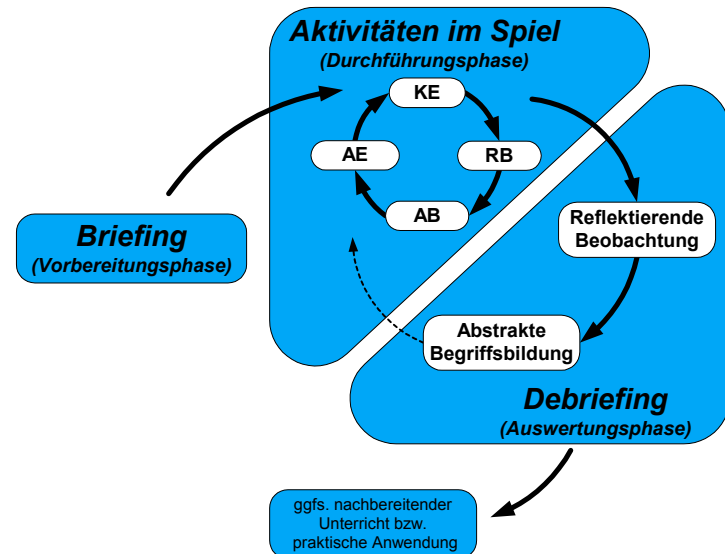 Aktivitäten im Spiel
(Durchführungsphase)
KE
AE
RB
AB
Briefing
(Vorbereitungsphase)
Reflektierende
Beobachtung
Abstrakte
Begriffsbildung
Debriefing
(Auswertungsphase)
ggfs. nachbereitender
Unterricht bzw.
praktische Anwendung